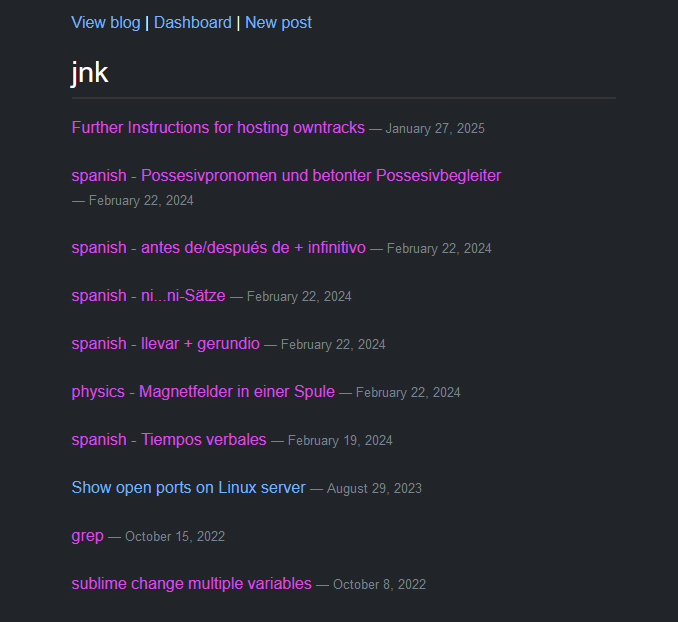 View blog | Dashboard | New post
jnk
Further Instructions for hosting owntracks — January 27, 2025
spanish - Possesivpronomen und betonter Possesivbegleiter
— February 22, 2024
spanish - antes de/después de + infinitivo — February 22, 2024
spanish - ni...ni-Sätze — February 22, 2024
spanish - llevar + gerundio — February 22, 2024
physics - Magnetfelder in einer Spule — February 22, 2024
spanish - Tiempos verbales — February 19, 2024
Show open ports on Linux server — August 29, 2023
grep — October 15, 2022
sublime change multiple variables — October 8, 2022